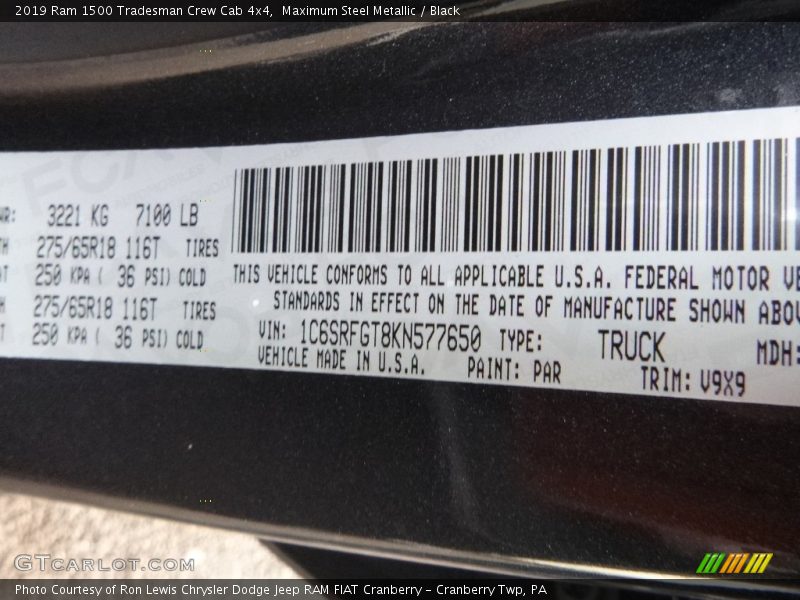 2019 Ram 1500 Tradesman Crew Cab 4x4, Maximum Steel Metallic / Black
3221 KG 7100 LB
275/65R18 116T TIRES
250 KPA ( 36 PSI) COLD
275/65R18 116T TIRES
250 KPA ( 36 PSI) COLD
THIS VEHICLE CONFORMS TO ALL APPLICABLE U.S.A. FEDERAL MOTOR
STANDARDS IN EFFECT ON THE DATE OF MANUFACTURE SHOWN
VIN: 1C6SRFGT8KN577650 TYPE: TRUCK MDH:
VEHICLE MADE IN U.S.A. PAINT: PAR TRIM: V9X9
GTCARLOT.COM
Photo Courtesy of Ron Lewis Chrysler Dodge Jeep RAM FIAT Cranberry - Cranberry Twp, PA